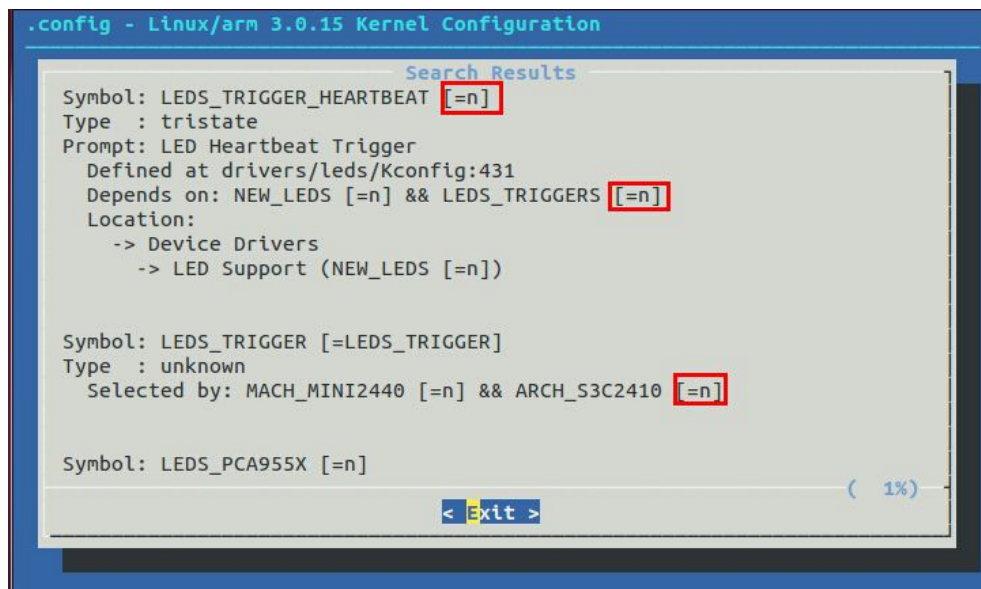 .config - Linux/arm 3.0.15 Kernel Configuration
Search Results
Symbol: LEDS_TRIGGER_HEARTBEAT [=n]
Type  : tristate
Prompt: LED Heartbeat Trigger
  Defined at drivers/leds/Kconfig:431
  Depends on: NEW_LEDS [=n] && LEDS_TRIGGERS [=n]
  Location:
    -> Device Drivers
      -> LED Support (NEW_LEDS [=n])
Symbol: LEDS_TRIGGER [=LEDS_TRIGGER]
Type  : unknown
  Selected by: MACH_MINI2440 [=n] && ARCH_S3C2410 [=n]
Symbol: LEDS_PCA955X [=n]
(  1%)
< Exit >